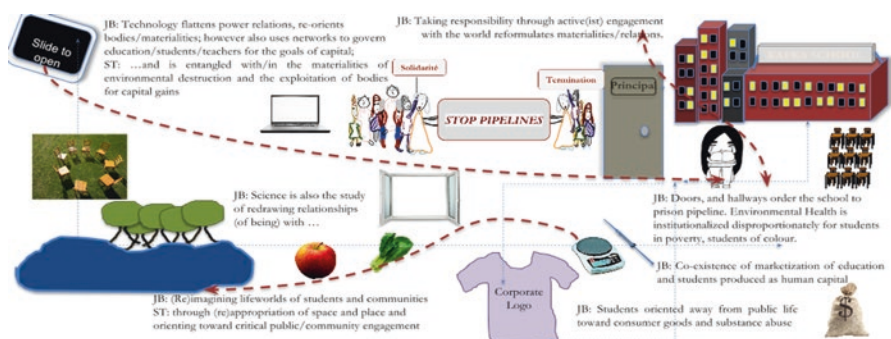 Slide to
open
JB: Technology flattens power relations, re-orients
bodies/materialities; however also uses networks to govern
education/students/teachers for the goals of capital;
ST: …and is entangled with/in the materialities of
environmental destruction and the exploitation of bodies
for capital gains
JB: Taking responsibility through active(ist) engagement
with the world reformulates materialities/relations.
Solidarité
Termination
STOP PIPELINES
Principal
JB: Science is also the study
of redrawing relationships
(of being) with …
JB: Doors, and hallways order the school to
prison pipeline. Environmental Health is
institutionalized disproportionately for students
in poverty, students of colour.
JB: Co-existence of marketization of education
and students produced as human capital
JB: (Re)imagining lifeworlds of students and communities
ST: through (re)appropriation of space and place and
orienting toward critical public/community engagement
Corporate
Logo
JB: Students oriented away from public life
toward consumer goods and substance abuse
$